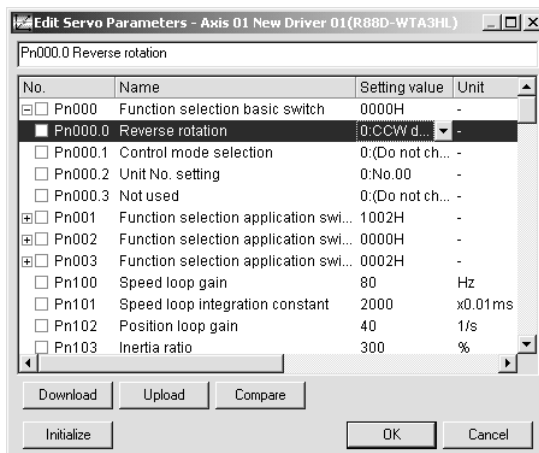 Edit Servo Parameters - Axis 01 New Driver 01(R88D-WTA3HL)
Pn000.0 Reverse rotation
No. Name Setting value Unit
Pn000 Function selection basic switch 0000H -
Pn000.0 Reverse rotation 0:CCW d... -
Pn000.1 Control mode selection 0:(Do not ch... -
Pn000.2 Unit No. setting 0:No.00 -
Pn000.3 Not used 0:(Do not ch... -
Pn001 Function selection application swi... 1002H -
Pn002 Function selection application swi... 0000H -
Pn003 Function selection application swi... 0002H -
Pn100 Speed loop gain 80 Hz
Pn101 Speed loop integration constant 2000 x0.01ms
Pn102 Position loop gain 40 1/s
Pn103 Inertia ratio 300 %
Download Upload Compare
Initialize OK Cancel